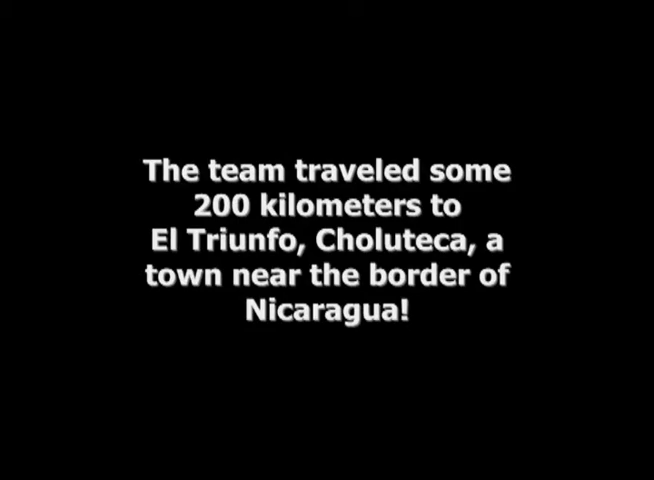 The team traveled some
200 kilometers to
El Triunfo, Choluteca, a
town near the border of
Nicaragua!